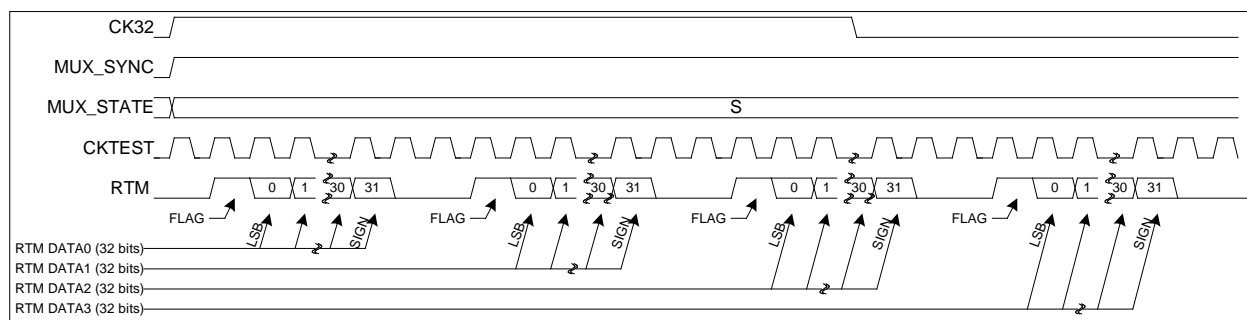 CK32
MUX_SYNC
MUX_STATE S
CKTEST
RTM 0 1 30 31 0 1 30 31 0 1 30 31 0 1 30 31
FLAG FLAG FLAG FLAG
LSB SIGN LSB SIGN LSB SIGN LSB SIGN
RTM DATA0 (32 bits)
RTM DATA1 (32 bits)
RTM DATA2 (32 bits)
RTM DATA3 (32 bits)